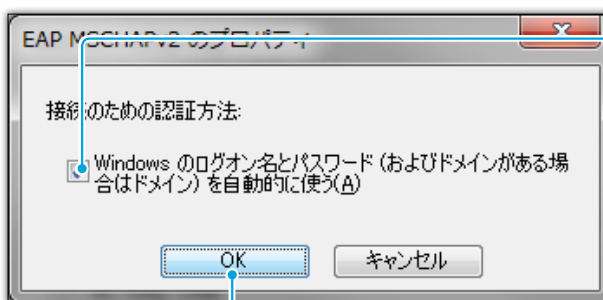 EAP MSCHAPv2 のプロパティ
接続のための認証方法:
Windows のログオン名とパスワード (およびドメインがある場
合はドメイン) を自動的に使う(A)
OK
キャンセル